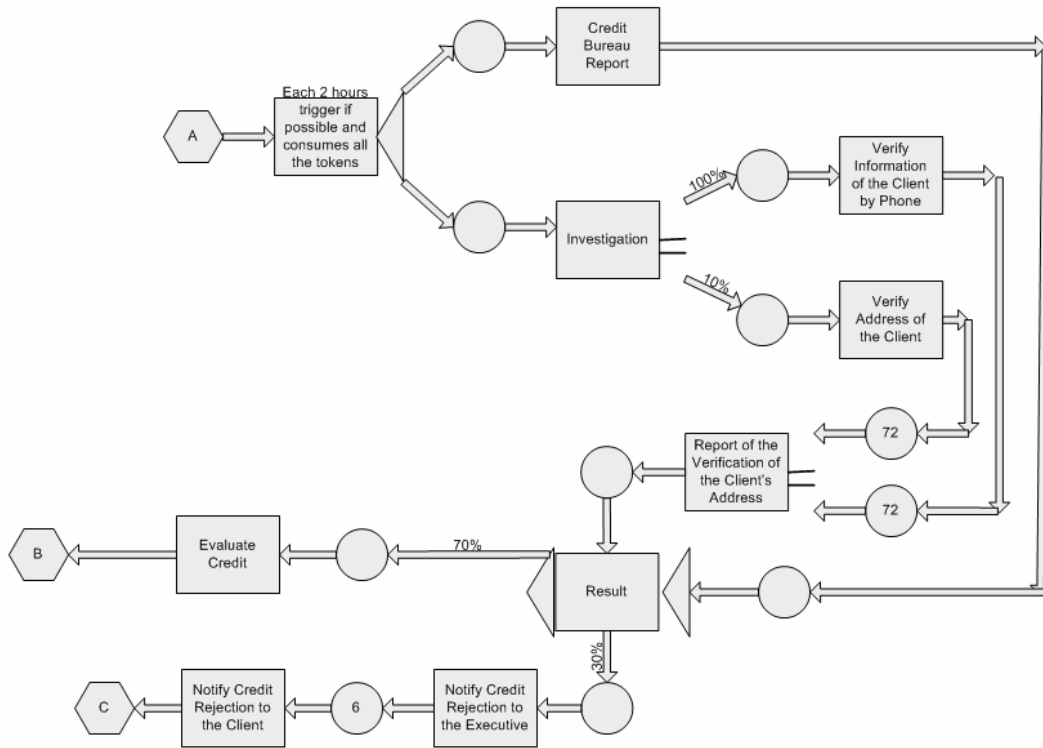 Credit
Bureau
Report
A
Each 2 hours
trigger if
possible and
consumes all
the tokens
100%
Verify
Information
of the Client
by Phone
Investigation
10%
Verify
Address of
the Client
72
Report of the
Verification of
the Client's
Address
72
B
Evaluate
Credit
70%
Result
30%
C
Notify Credit
Rejection to
the Client
6
Notify Credit
Rejection to
the Executive